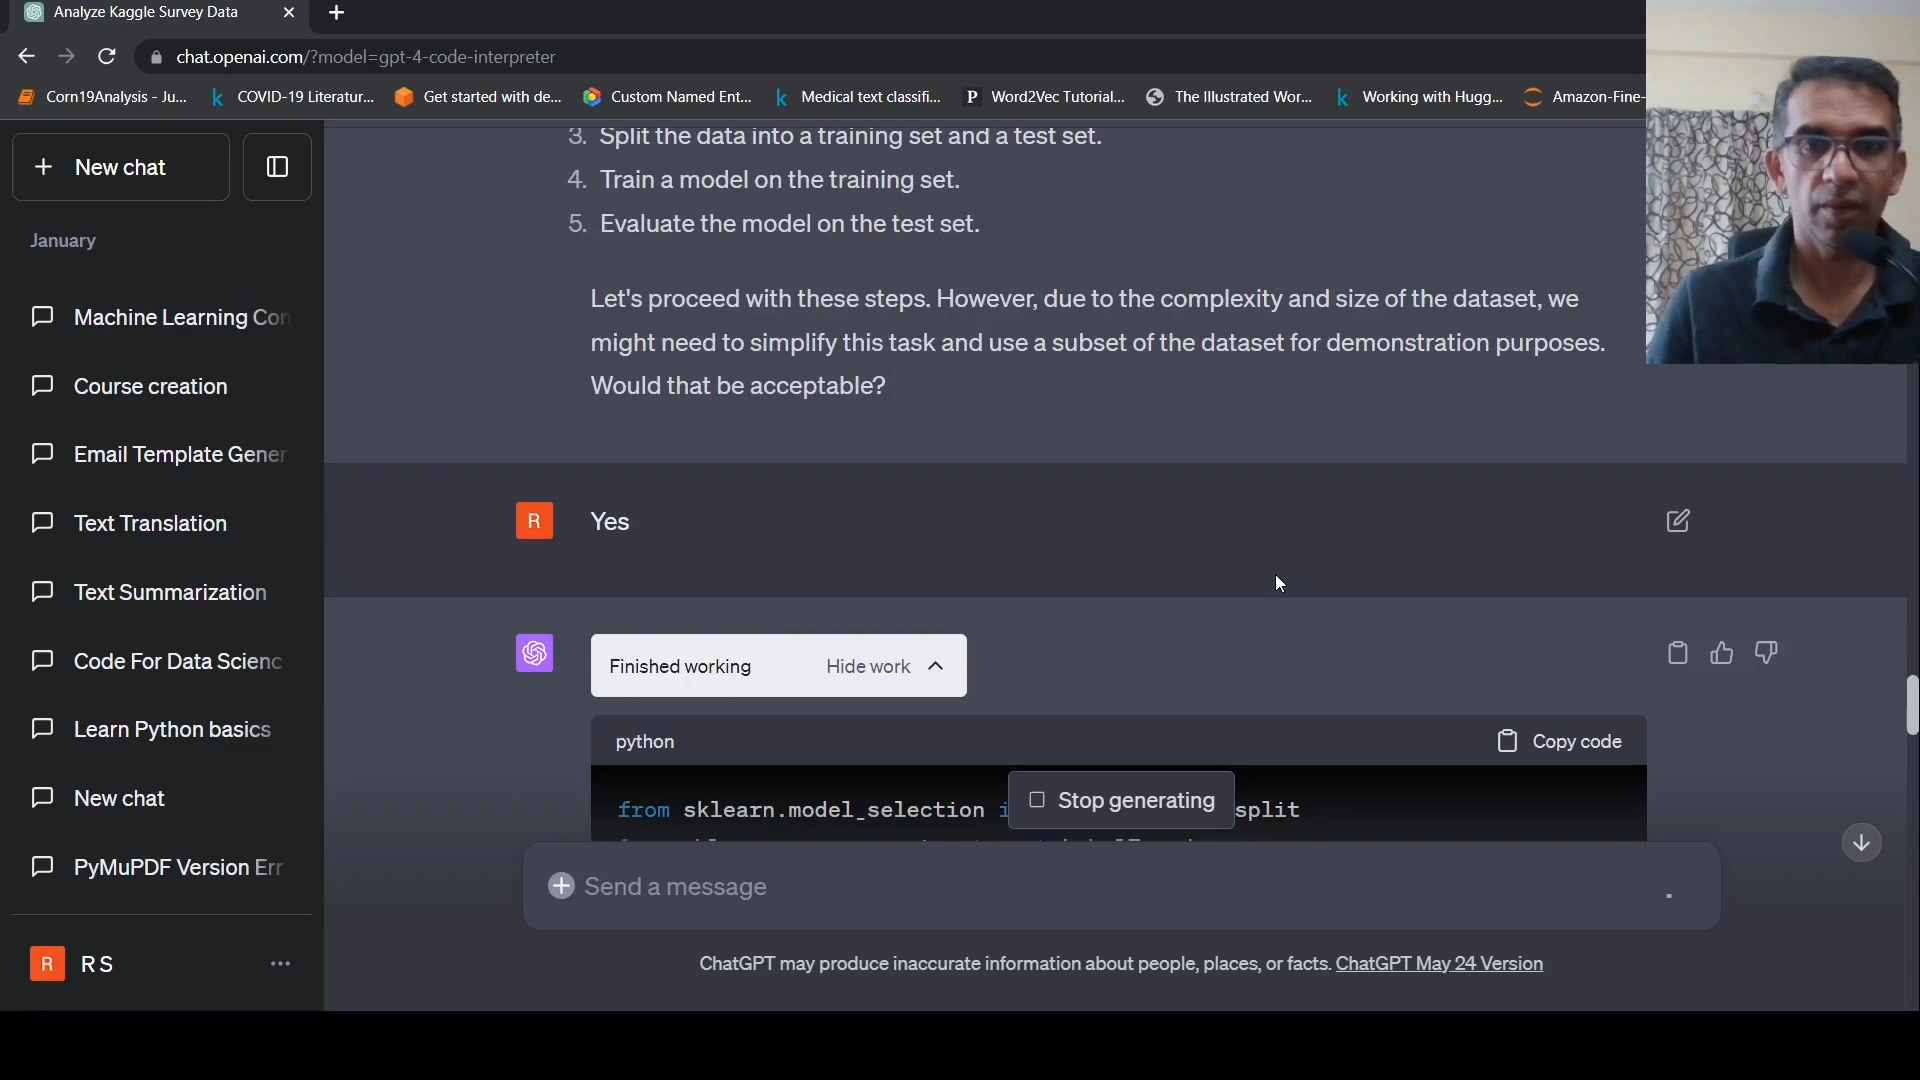 Analyze Kaggle Survey Data
chat.openai.com/?model=gpt-4-code-interpreter
Corn19Analysis - Ju...
COVID-19 Literatur...
Get started with de...
Custom Named Ent...
Medical text classifi...
P Word2Vec Tutorial...
The Illustrated Wor...
Working with Hugg...
Amazon-Fine-
New chat
January
Machine Learning Con
Course creation
Email Template Gener
Text Translation
Text Summarization
Code For Data Scienc
Learn Python basics
New chat
PyMuPDF Version Err
R RS
3. Split the data into a training set and a test set.
4. Train a model on the training set.
5. Evaluate the model on the test set.
Let's proceed with these steps. However, due to the complexity and size of the dataset, we
might need to simplify this task and use a subset of the dataset for demonstration purposes.
Would that be acceptable?
R Yes
Finished working Hide work
python Copy code
from sklearn.model_selection i split
Stop generating
Send a message
ChatGPT may produce inaccurate information about people, places, or facts. ChatGPT May 24 Version